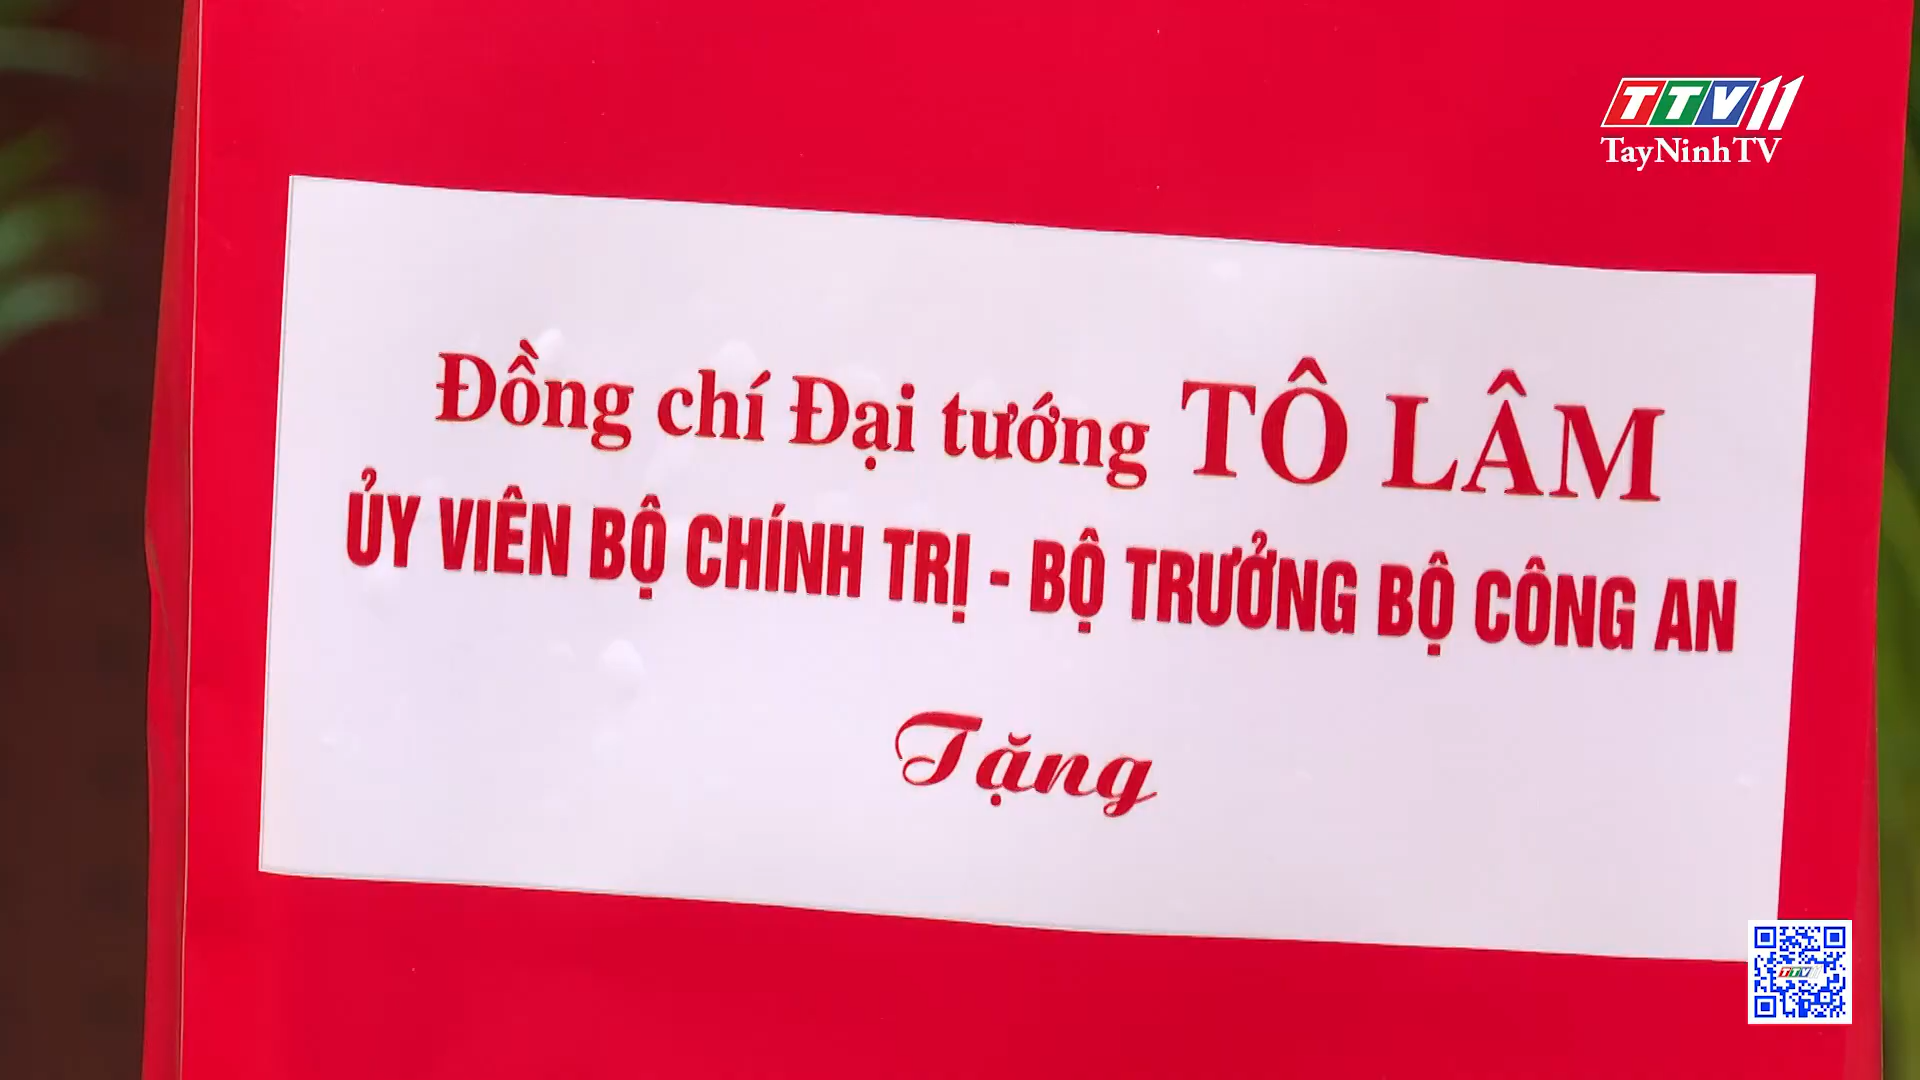 TTV11
TayNinhTV
Đồng chí Đại tướng TÔ LÂM
ỦY VIÊN BỘ CHÍNH TRỊ - BỘ TRƯỞNG BỘ CÔNG AN
Tặng
TTV11